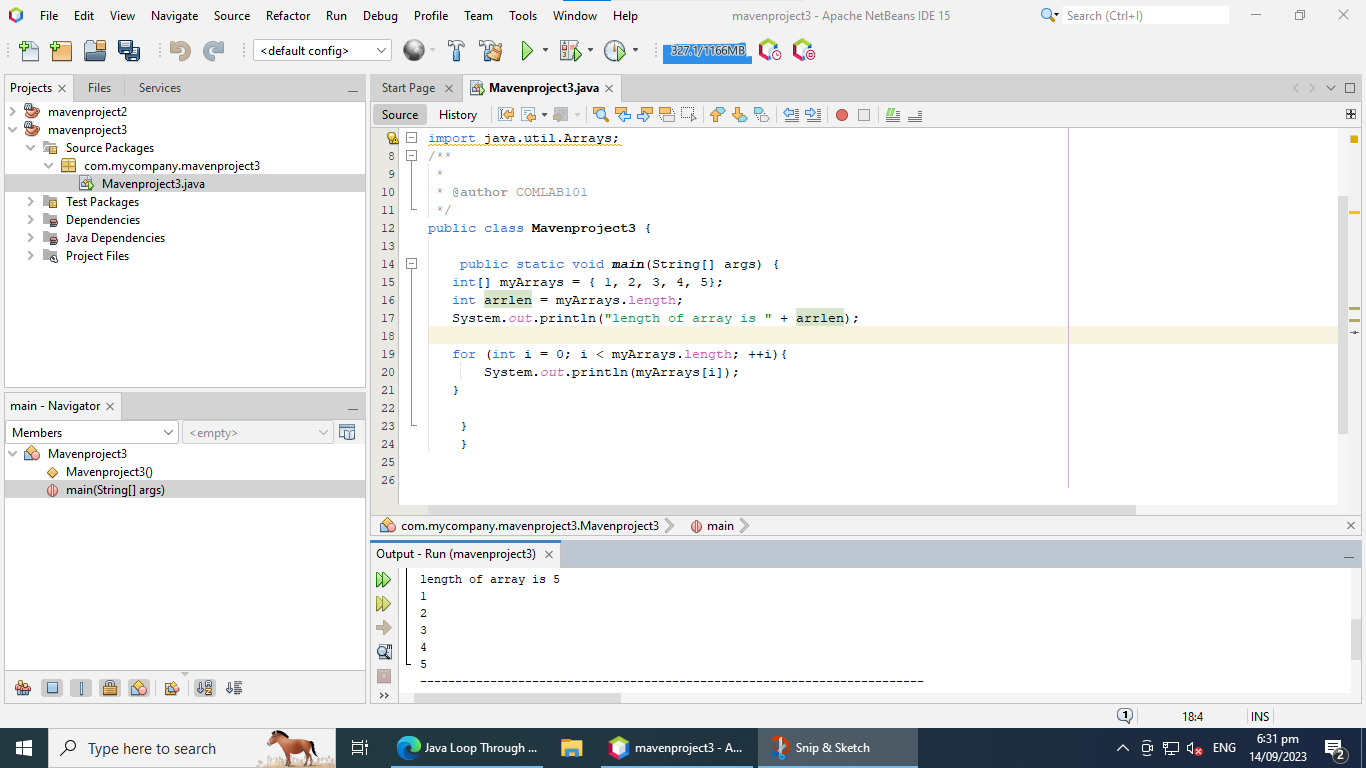 File Edit View Navigate Source Refactor Run Debug Profile Team Tools Window Help mavenproject3 - Apache NetBeans IDE 15 Search (Ctrl+I)
<default config> 327.1/1166MB
Projects Files Services
mavenproject2
mavenproject3
Source Packages
com.mycompany.mavenproject3
Mavenproject3.java
Test Packages
Dependencies
Java Dependencies
Project Files
main - Navigator
Members <empty>
Mavenproject3
Mavenproject3()
main(String[] args)
Start Page Mavenproject3.java
Source History
import java.util.Arrays;
8 /**
9 *
10 * @author COMLAB101
11 */
12 public class Mavenproject3 {
13
14 public static void main(String[] args) {
15 int[] myArrays = { 1, 2, 3, 4, 5};
16 int arrlen = myArrays.length;
17 System.out.println("length of array is " + arrlen);
18
19 for (int i = 0; i < myArrays.length; ++i){
20 System.out.println(myArrays[i]);
21 }
22
23 }
24 }
25
26
com.mycompany.mavenproject3.Mavenproject3 main
Output - Run (mavenproject3)
length of array is 5
1
2
3
4
5
------------------------------------------------------------------------
1 18:4 INS
Type here to search Java Loop Through ... mavenproject3 - A... Snip & Sketch ENG 6:31 pm
14/09/2023 2